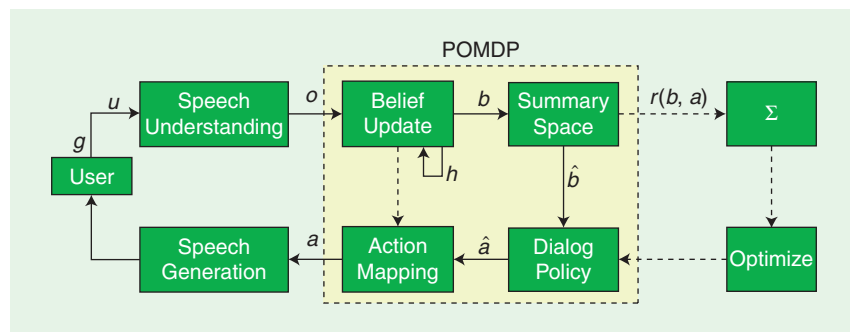 POMDP
u
Speech
Understanding
o
Belief
Update
b
Summary
Space
r(b, a)
Σ
g
User
h
b̂
Speech
Generation
a
Action
Mapping
â
Dialog
Policy
Optimize